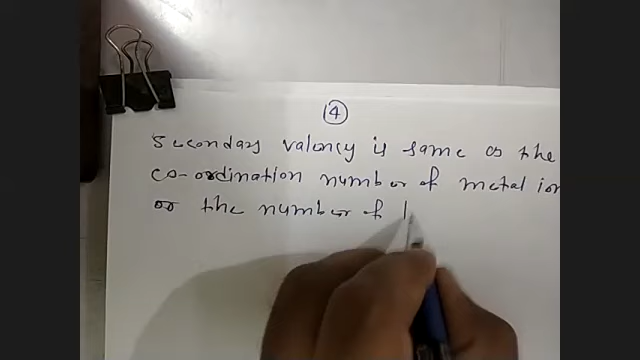 4
Secondary valency is same as the
co-ordination number of metal ion
or the number of